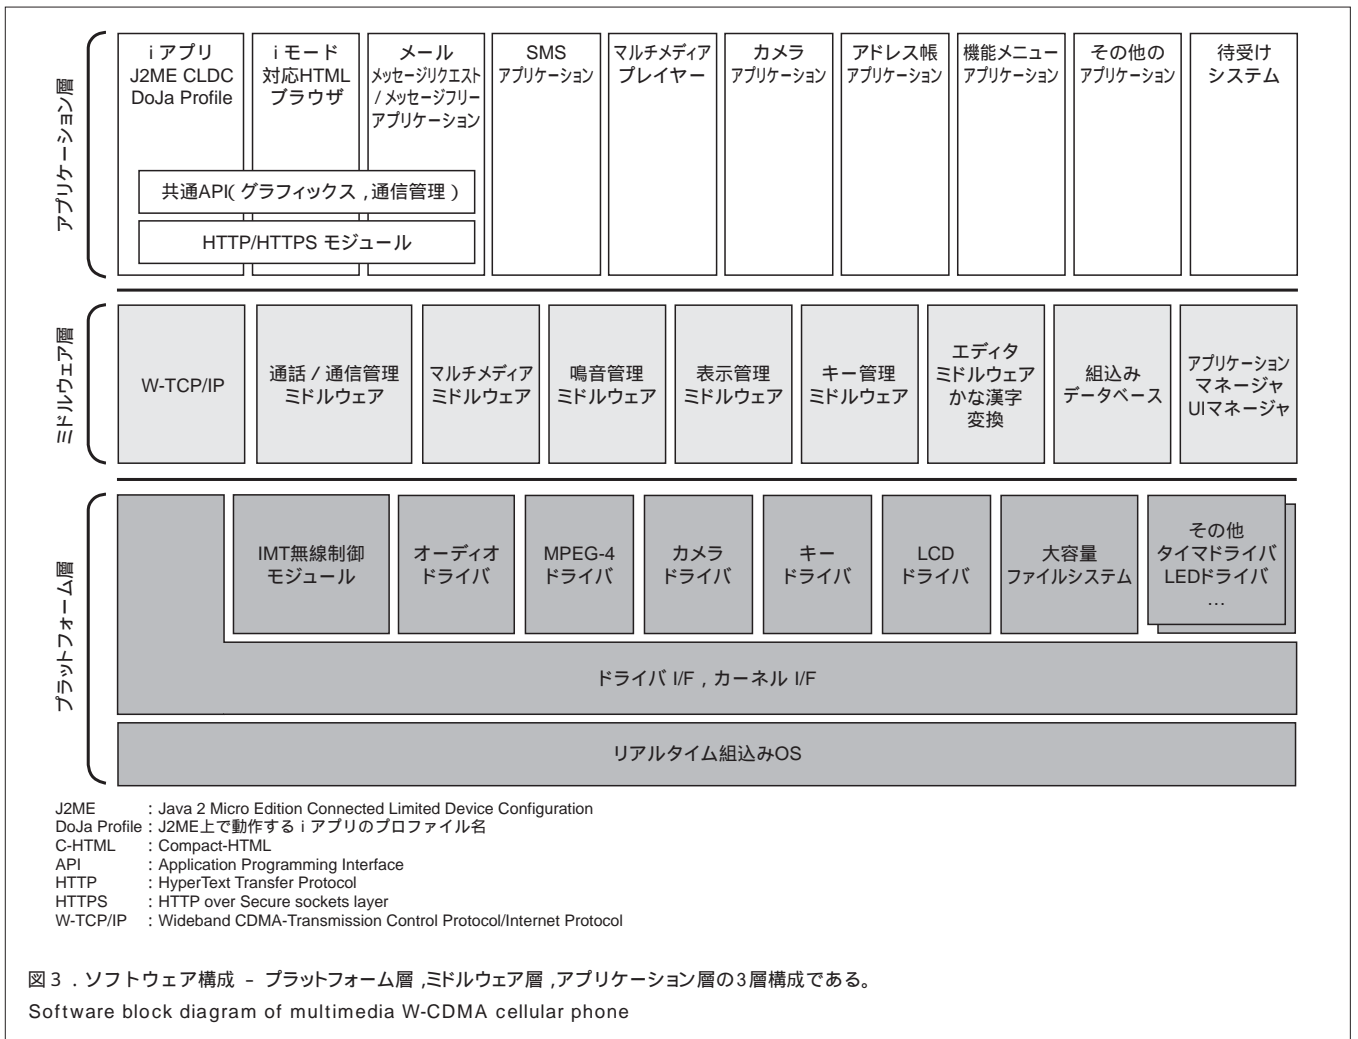 アプリケーション層
i アプリ
J2ME CLDC
DoJa Profile
i モード
対応HTML
ブラウザ
メール
メッセージリクエスト
/ メッセージフリー
アプリケーション
SMS
アプリケーション
マルチメディア
プレイヤー
カメラ
アプリケーション
アドレス帳
アプリケーション
機能メニュー
アプリケーション
その他の
アプリケーション
待受け
システム
共通API( グラフィックス , 通信管理 )
HTTP/HTTPS モジュール
ミドルウェア層
W-TCP/IP
通話 / 通信管理
ミドルウェア
マルチメディア
ミドルウェア
鳴音管理
ミドルウェア
表示管理
ミドルウェア
キー管理
ミドルウェア
エディタ
ミドルウェア
かな漢字
変換
組込み
データベース
アプリケーション
マネージャ
UIマネージャ
プラットフォーム層
IMT無線制御
モジュール
オーディオ
ドライバ
MPEG-4
ドライバ
カメラ
ドライバ
キー
ドライバ
LCD
ドライバ
大容量
ファイルシステム
その他
タイマドライバ
LEDドライバ
…
ドライバ I/F , カーネル I/F
リアルタイム組込みOS
J2ME : Java 2 Micro Edition Connected Limited Device Configuration
DoJa Profile : J2ME上で動作する i アプリのプロファイル名
C-HTML : Compact-HTML
API : Application Programming Interface
HTTP : HyperText Transfer Protocol
HTTPS : HTTP over Secure sockets layer
W-TCP/IP : Wideband CDMA-Transmission Control Protocol/Internet Protocol
図3 . ソフトウェア構成 － プラットフォーム層 ,ミドルウェア層 ,アプリケーション層の3層構成である。
Software block diagram of multimedia W-CDMA cellular phone